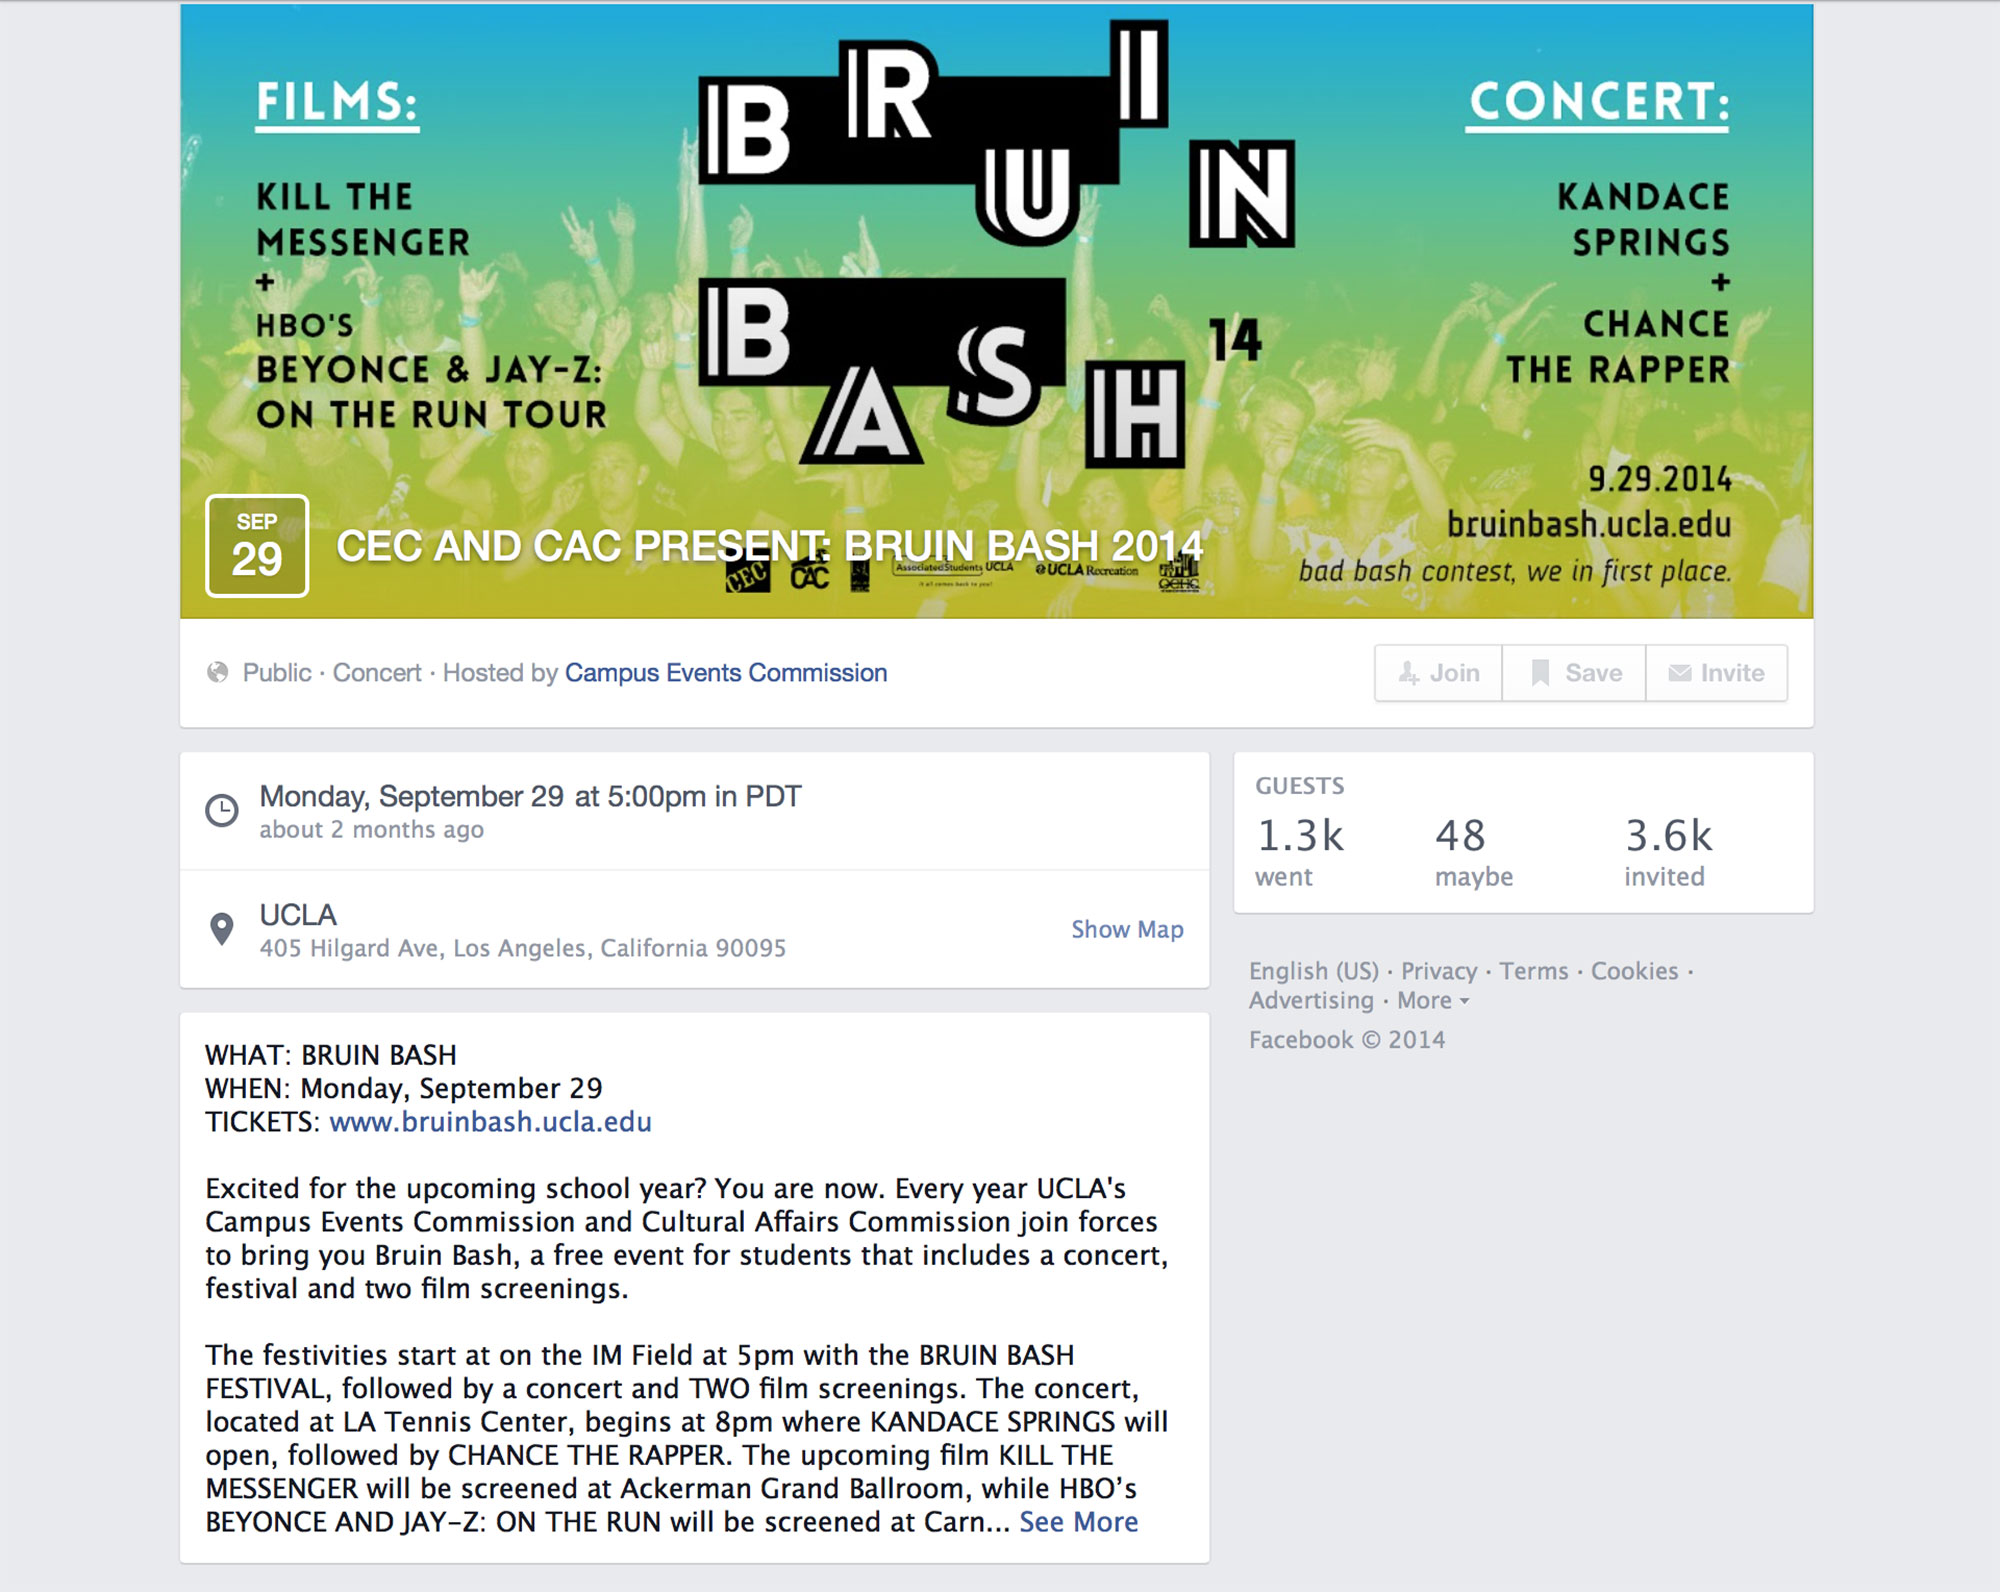 FILMS:
KILL THE
MESSENGER
+
HBO'S
BEYONCE & JAY-Z:
ON THE RUN TOUR
BRUIN
BASH
14
CONCERT:
KANDACE
SPRINGS
+
CHANCE
THE RAPPER
9.29.2014
bruinbash.ucla.edu
bad bash contest, we in first place.
SEP
29
CEC AND CAC PRESENT: BRUIN BASH 2014
CEC
CAC
AssociatedStudents UCLA
@UCLA Recreation
Public · Concert · Hosted by Campus Events Commission
Join
Save
Invite
Monday, September 29 at 5:00pm in PDT
about 2 months ago
UCLA
405 Hilgard Ave, Los Angeles, California 90095
Show Map
GUESTS
1.3k
went
48
maybe
3.6k
invited
English (US) · Privacy · Terms · Cookies ·
Advertising · More
Facebook © 2014
WHAT: BRUIN BASH
WHEN: Monday, September 29
TICKETS: www.bruinbash.ucla.edu
Excited for the upcoming school year? You are now. Every year UCLA's
Campus Events Commission and Cultural Affairs Commission join forces
to bring you Bruin Bash, a free event for students that includes a concert,
festival and two film screenings.
The festivities start at on the IM Field at 5pm with the BRUIN BASH
FESTIVAL, followed by a concert and TWO film screenings. The concert,
located at LA Tennis Center, begins at 8pm where KANDACE SPRINGS will
open, followed by CHANCE THE RAPPER. The upcoming film KILL THE
MESSENGER will be screened at Ackerman Grand Ballroom, while HBO’s
BEYONCE AND JAY-Z: ON THE RUN will be screened at Carn... See More